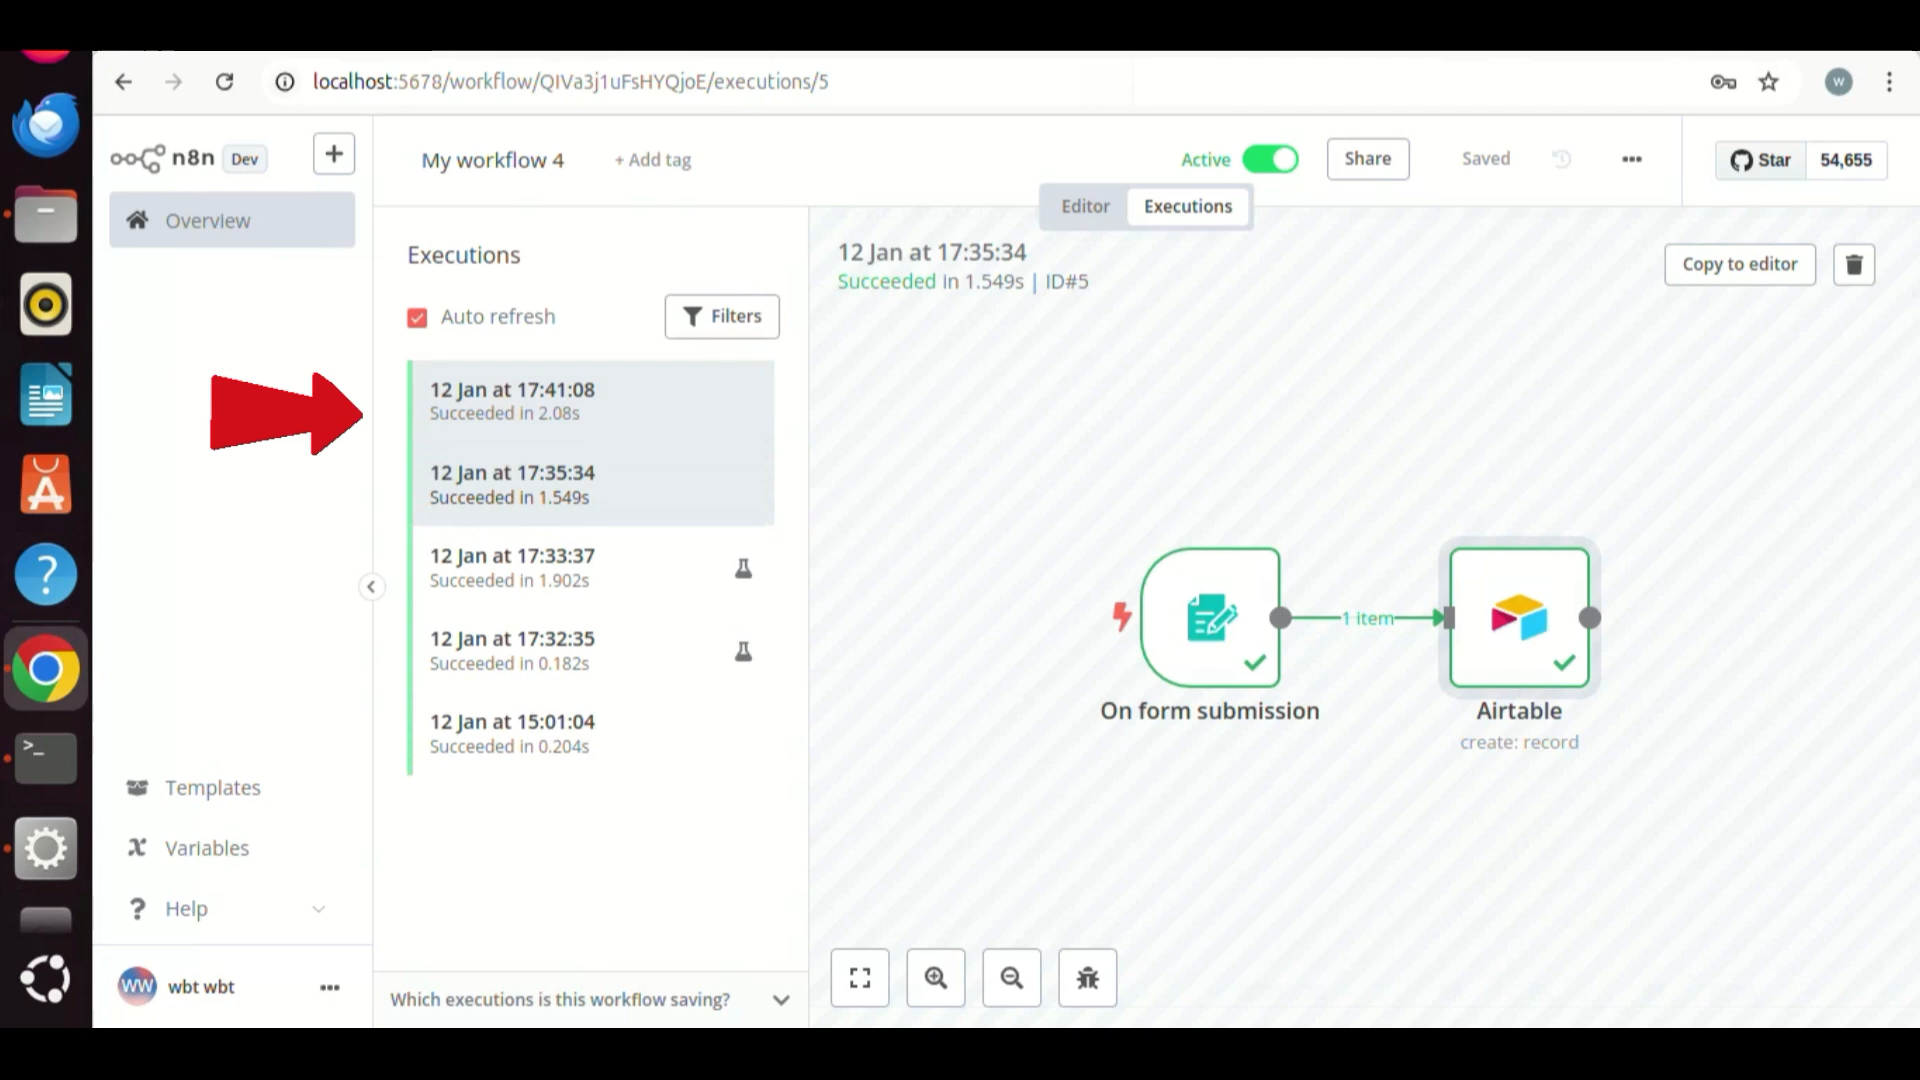 localhost:5678/workflow/QIVa3j1uFsHYQjoE/executions/5
W
n8n Dev
My workflow 4
+ Add tag
Active
Share
Saved
Star 54,655
Editor
Executions
Overview
Executions
Auto refresh
Filters
12 Jan at 17:41:08
Succeeded in 2.08s
12 Jan at 17:35:34
Succeeded in 1.549s
12 Jan at 17:33:37
Succeeded in 1.902s
12 Jan at 17:32:35
Succeeded in 0.182s
12 Jan at 15:01:04
Succeeded in 0.204s
12 Jan at 17:35:34
Succeeded in 1.549s | ID#5
Copy to editor
1 item
On form submission
Airtable
create: record
Templates
Variables
Help
WW wbt wbt
Which executions is this workflow saving?